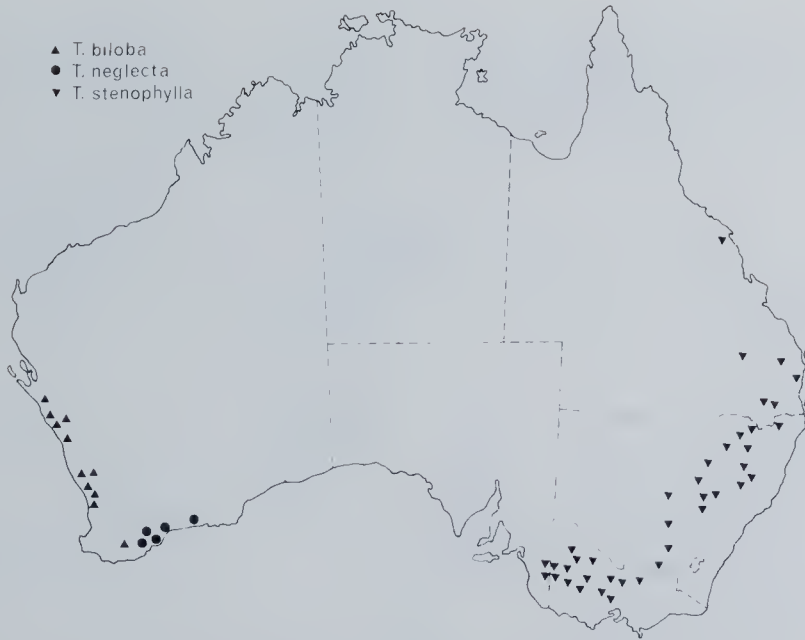 ▲ T. biloba
● T. neglecta
▼ T. stenophylla